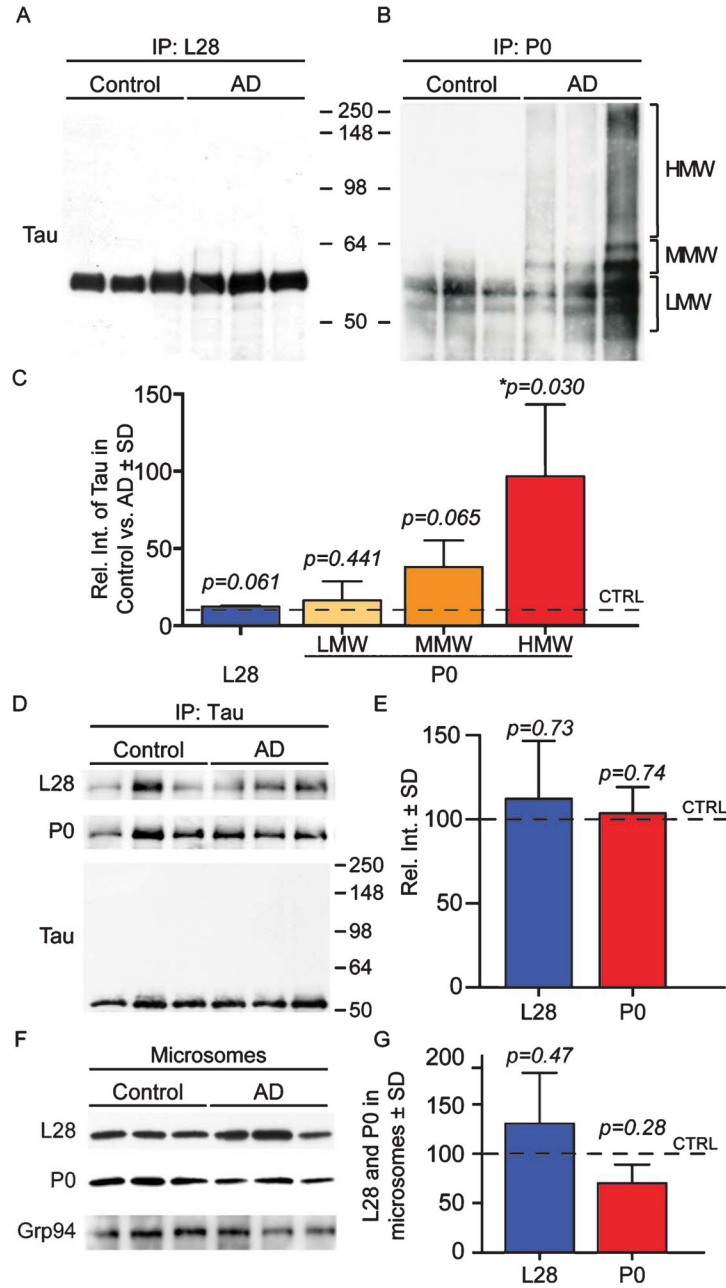 A
B
IP: L28
IP: P0
Control AD
Control AD
250
148
98
64
50
Tau
HMW
MMW
LMW
C
Rel. Int. of Tau in
Control vs. AD ± SD
150
100
50
0
p=0.061
p=0.441
p=0.065
*p=0.030
CTRL
LMW MMW HMW
L28 P0
D
IP: Tau
Control AD
L28
P0
Tau
250
148
98
64
50
E
Rel. Int. ± SD
150
100
50
0
p=0.73
p=0.74
CTRL
L28 P0
F
Microsomes
Control AD
L28
P0
Grp94
G
L28 and P0 in
microsomes ± SD
200
150
100
50
0
p=0.47
p=0.28
CTRL
L28 P0